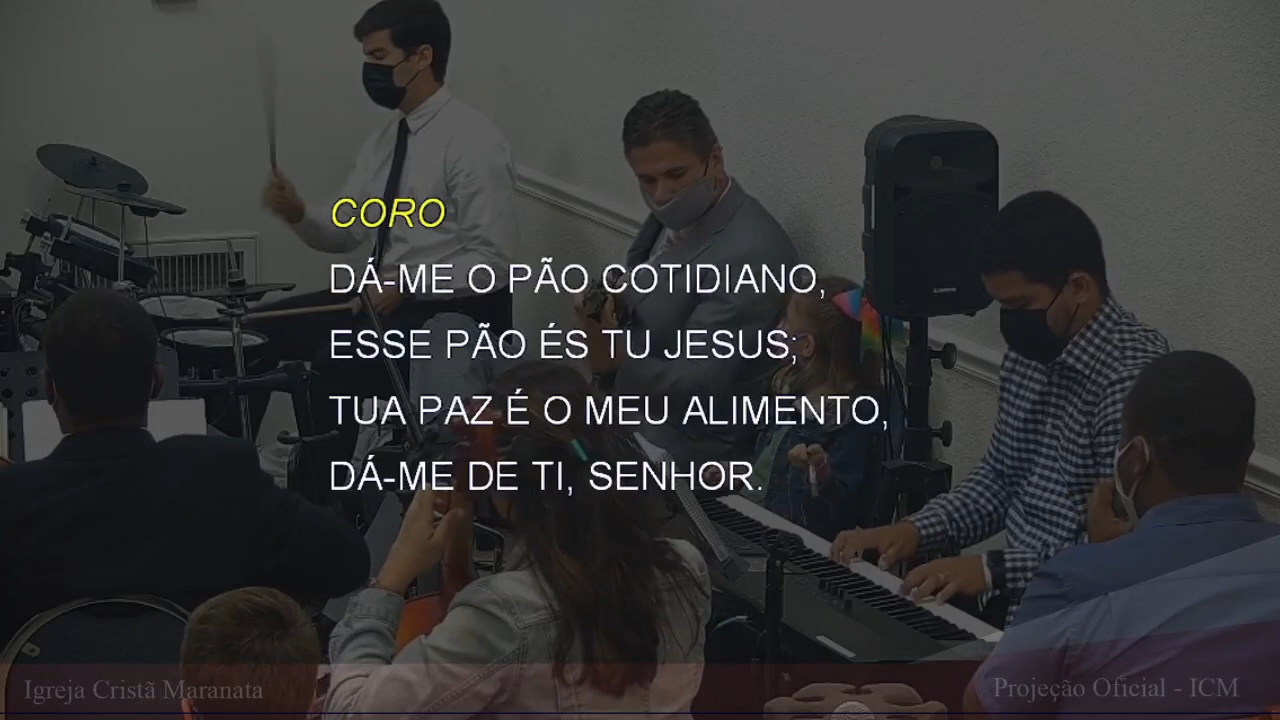 CORO
DÁ-ME O PÃO COTIDIANO,
ESSE PÃO ÉS TU JESUS;
TUA PAZ É O MEU ALIMENTO,
DÁ-ME DE TI, SENHOR.
Igreja Cristã Maranata
Projeção Oficial - ICM